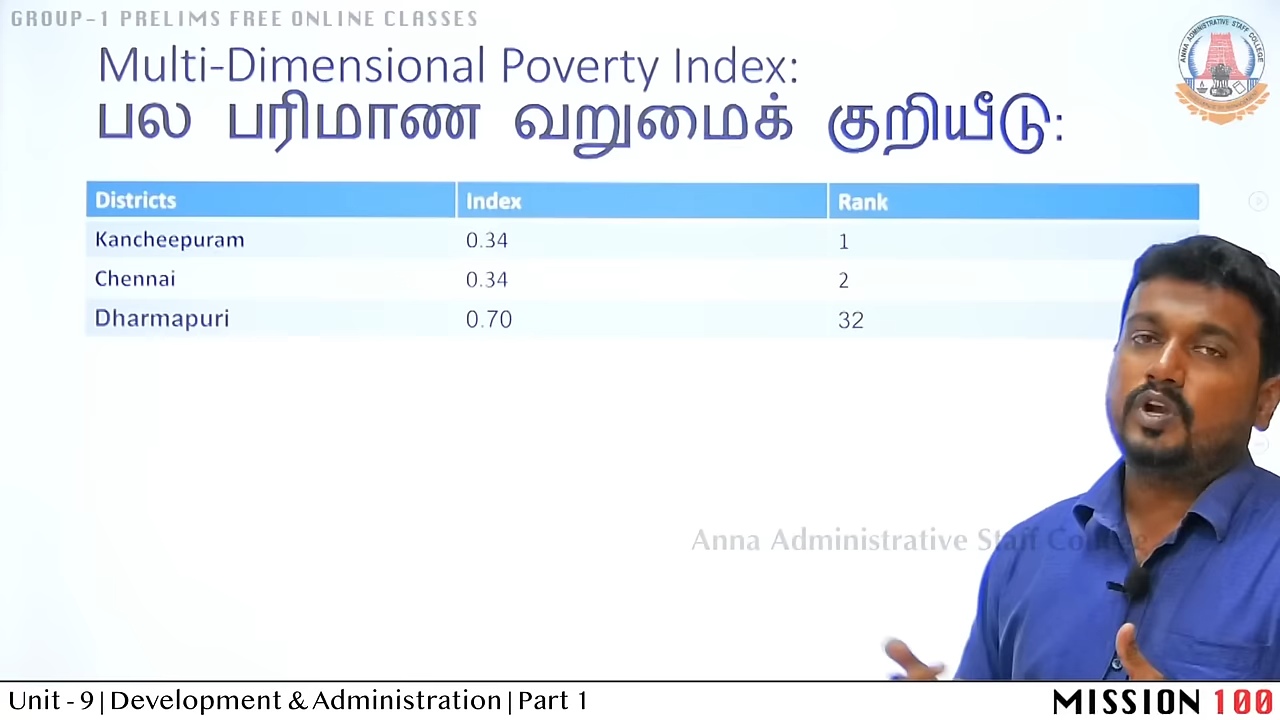 GROUP-1 PRELIMS FREE ONLINE CLASSES
Multi-Dimensional Poverty Index:
பல பரிமாண வறுமைக் குறியீடு:
Districts Index Rank
Kancheepuram 0.34 1
Chennai 0.34 2
Dharmapuri 0.70 32
Anna Administrative Staff College
Unit - 9|Development & Administration|Part 1
MISSION 100